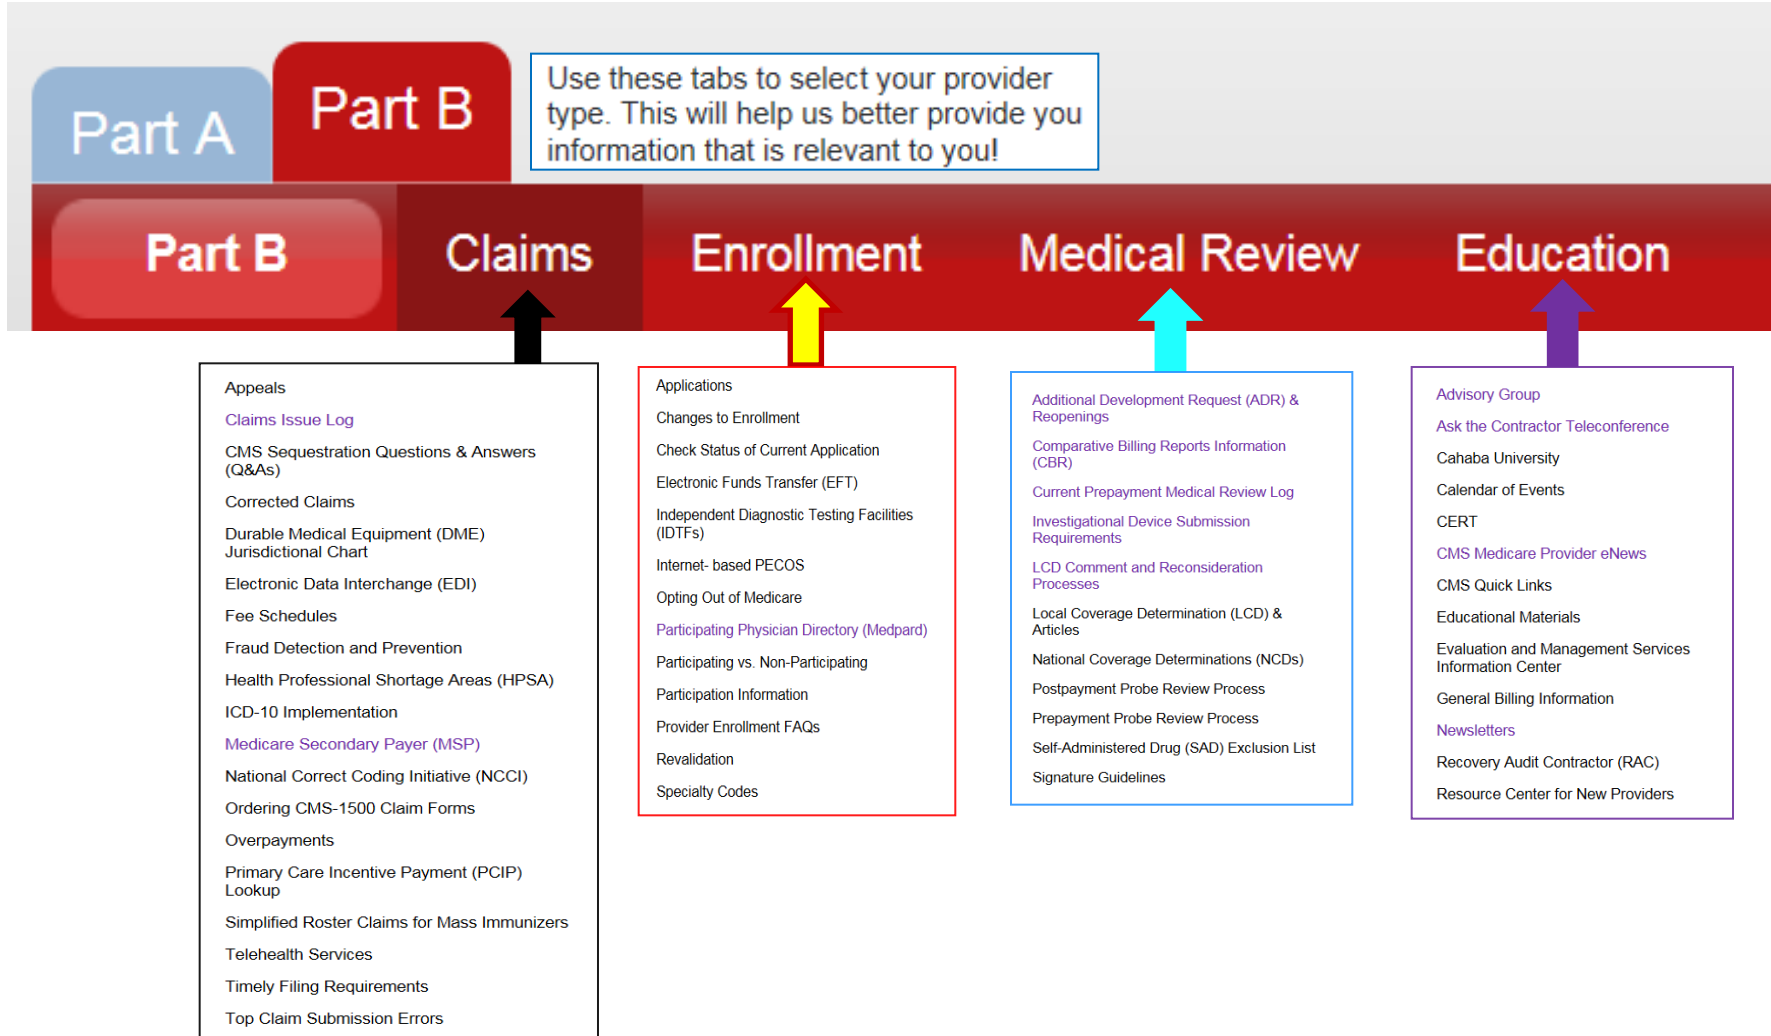 Part A
Part B
Use these tabs to select your provider
type. This will help us better provide you
information that is relevant to you!
Part B
Claims
Enrollment
Medical Review
Education
Appeals
Claims Issue Log
CMS Sequestration Questions & Answers
(Q&As)
Corrected Claims
Durable Medical Equipment (DME)
Jurisdictional Chart
Electronic Data Interchange (EDI)
Fee Schedules
Fraud Detection and Prevention
Health Professional Shortage Areas (HPSA)
ICD-10 Implementation
Medicare Secondary Payer (MSP)
National Correct Coding Initiative (NCCI)
Ordering CMS-1500 Claim Forms
Overpayments
Primary Care Incentive Payment (PCIP)
Lookup
Simplified Roster Claims for Mass Immunizers
Telehealth Services
Timely Filing Requirements
Top Claim Submission Errors
Applications
Changes to Enrollment
Check Status of Current Application
Electronic Funds Transfer (EFT)
Independent Diagnostic Testing Facilities
(IDTFs)
Internet- based PECOS
Opting Out of Medicare
Participating Physician Directory (Medpard)
Participating vs. Non-Participating
Participation Information
Provider Enrollment FAQs
Revalidation
Specialty Codes
Additional Development Request (ADR) &
Reopenings
Comparative Billing Reports Information
(CBR)
Current Prepayment Medical Review Log
Investigational Device Submission
Requirements
LCD Comment and Reconsideration
Processes
Local Coverage Determination (LCD) &
Articles
National Coverage Determinations (NCDs)
Postpayment Probe Review Process
Prepayment Probe Review Process
Self-Administered Drug (SAD) Exclusion List
Signature Guidelines
Advisory Group
Ask the Contractor Teleconference
Cahaba University
Calendar of Events
CERT
CMS Medicare Provider eNews
CMS Quick Links
Educational Materials
Evaluation and Management Services
Information Center
General Billing Information
Newsletters
Recovery Audit Contractor (RAC)
Resource Center for New Providers